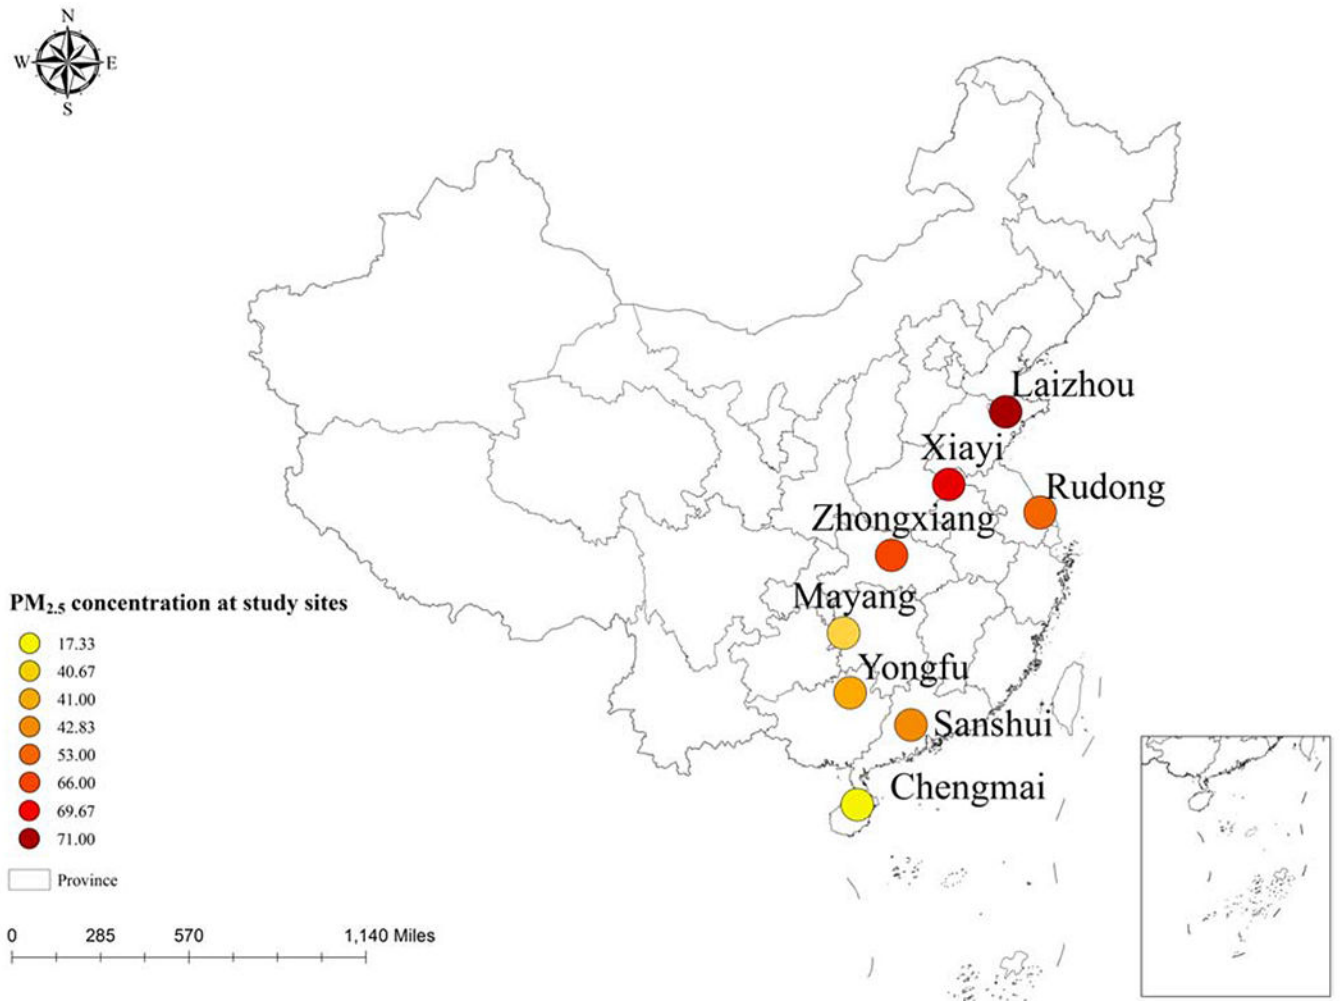 N
W E
S
Laizhou
Xiayi
Rudong
Zhongxiang
Mayang
Yongfu
Sanshui
Chengmai
PM2.5 concentration at study sites
17.33
40.67
41.00
42.83
53.00
66.00
69.67
71.00
Province
0 285 570 1,140 Miles